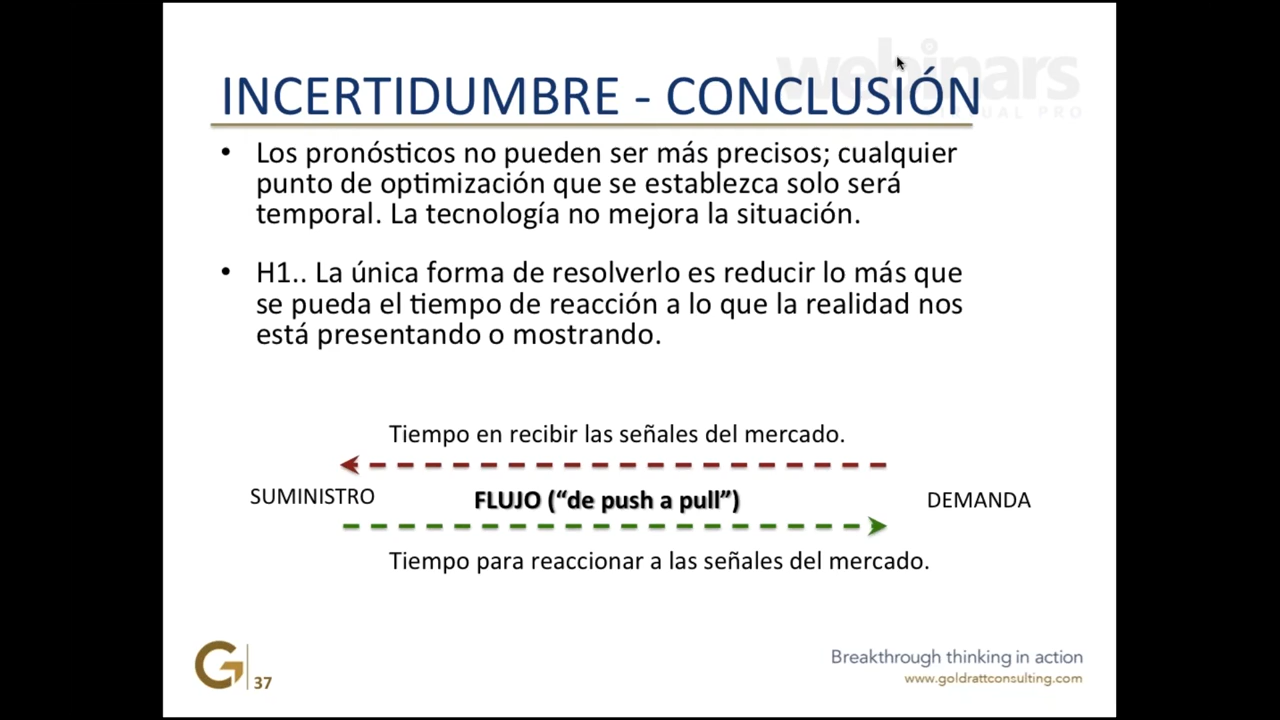 webinars
INCERTIDUMBRE - CONCLUSIÓN
• Los pronósticos no pueden ser más precisos; cualquier
punto de optimización que se establezca solo será
temporal. La tecnología no mejora la situación.
• H1.. La única forma de resolverlo es reducir lo más que
se pueda el tiempo de reacción a lo que la realidad nos
está presentando o mostrando.
Tiempo en recibir las señales del mercado.
SUMINISTRO
FLUJO (“de push a pull”)
DEMANDA
Tiempo para reaccionar a las señales del mercado.
G
37
Breakthrough thinking in action
www.goldrattconsulting.com